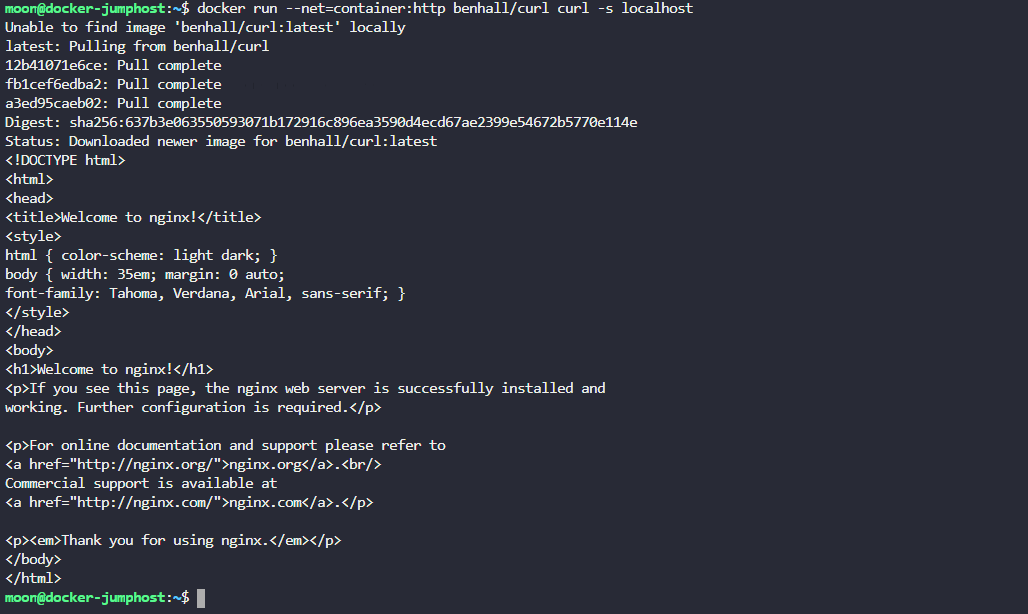 moon@docker-jumphost:~$ docker run --net=container:http benhall/curl curl -s localhost
Unable to find image 'benhall/curl:latest' locally
latest: Pulling from benhall/curl
12b41071e6ce: Pull complete
fb1cef6edba2: Pull complete
a3ed95caeb02: Pull complete
Digest: sha256:637b3e063550593071b172916c896ea3590d4ecd67ae2399e54672b5770e114e
Status: Downloaded newer image for benhall/curl:latest
<!DOCTYPE html>
<html>
<head>
<title>Welcome to nginx!</title>
<style>
html { color-scheme: light dark; }
body { width: 35em; margin: 0 auto;
font-family: Tahoma, Verdana, Arial, sans-serif; }
</style>
</head>
<body>
<h1>Welcome to nginx!</h1>
<p>If you see this page, the nginx web server is successfully installed and
working. Further configuration is required.</p>

<p>For online documentation and support please refer to
<a href="http://nginx.org/">nginx.org</a>.<br/>
Commercial support is available at
<a href="http://nginx.com/">nginx.com</a>.</p>

<p><em>Thank you for using nginx.</em></p>
</body>
</html>
moon@docker-jumphost:~$